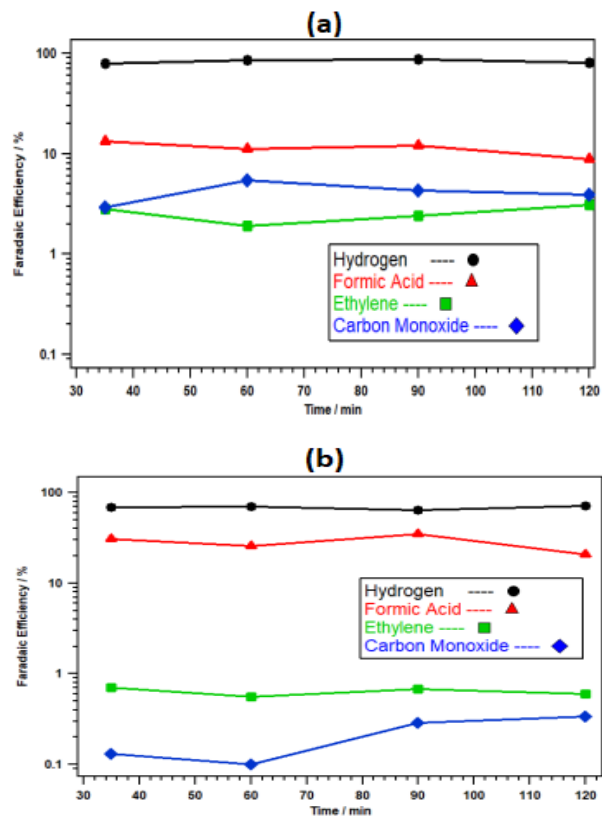 (a)
Faradaic Efficiency / %
100
10
1
0.1
Hydrogen ----
Formic Acid ----
Ethylene ----
Carbon Monoxide ----
30 40 50 60 70 80 90 100 110 120
Time / min
(b)
Faradaic Efficiency / %
100
10
1
0.1
Hydrogen ----
Formic Acid ----
Ethylene ----
Carbon Monoxide ----
30 40 50 60 70 80 90 100 110 120
Time / min